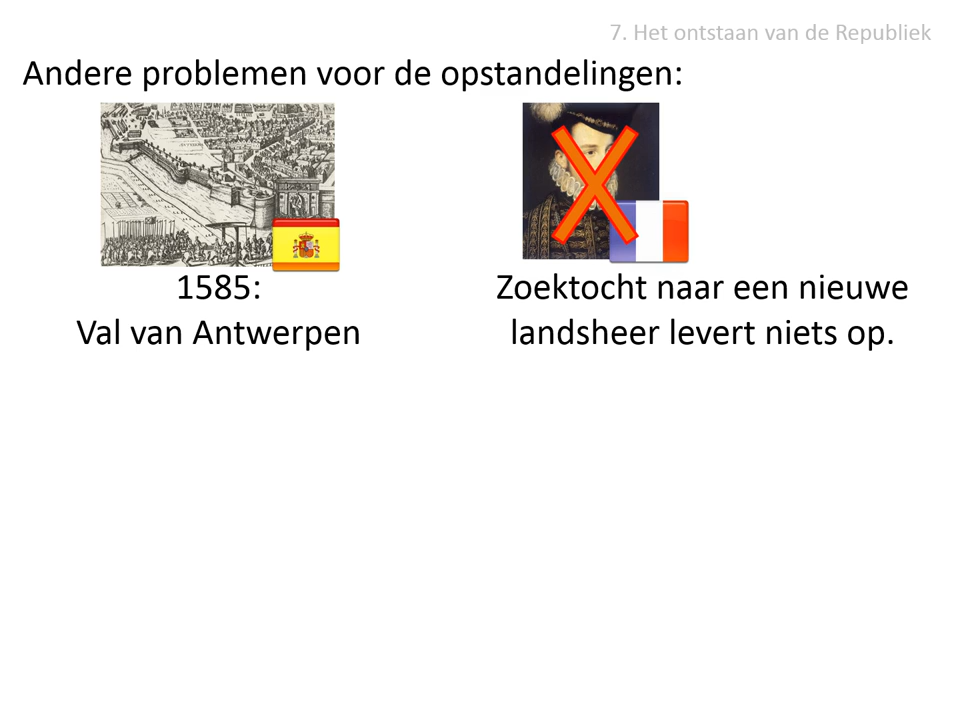 7. Het ontstaan van de Republiek
Andere problemen voor de opstandelingen:
1585:
Val van Antwerpen
Zoektocht naar een nieuwe
landsheer levert niets op.